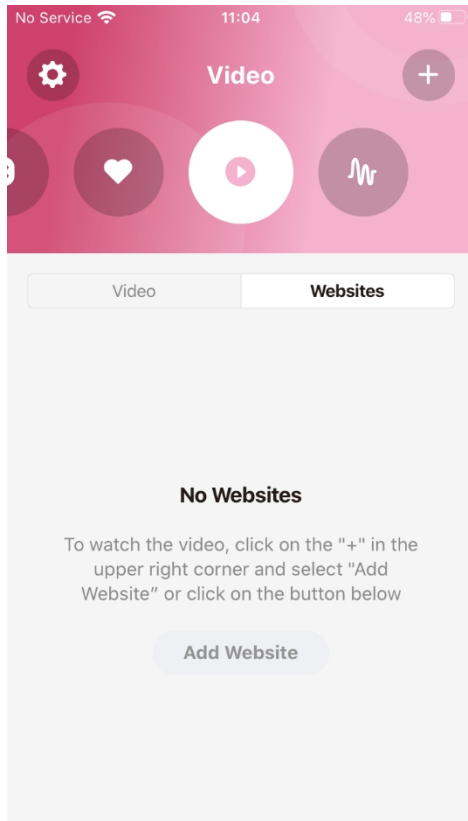 No Service 11:04 48%
Video
Video Websites
No Websites
To watch the video, click on the "+" in the
upper right corner and select "Add
Website” or click on the button below
Add Website